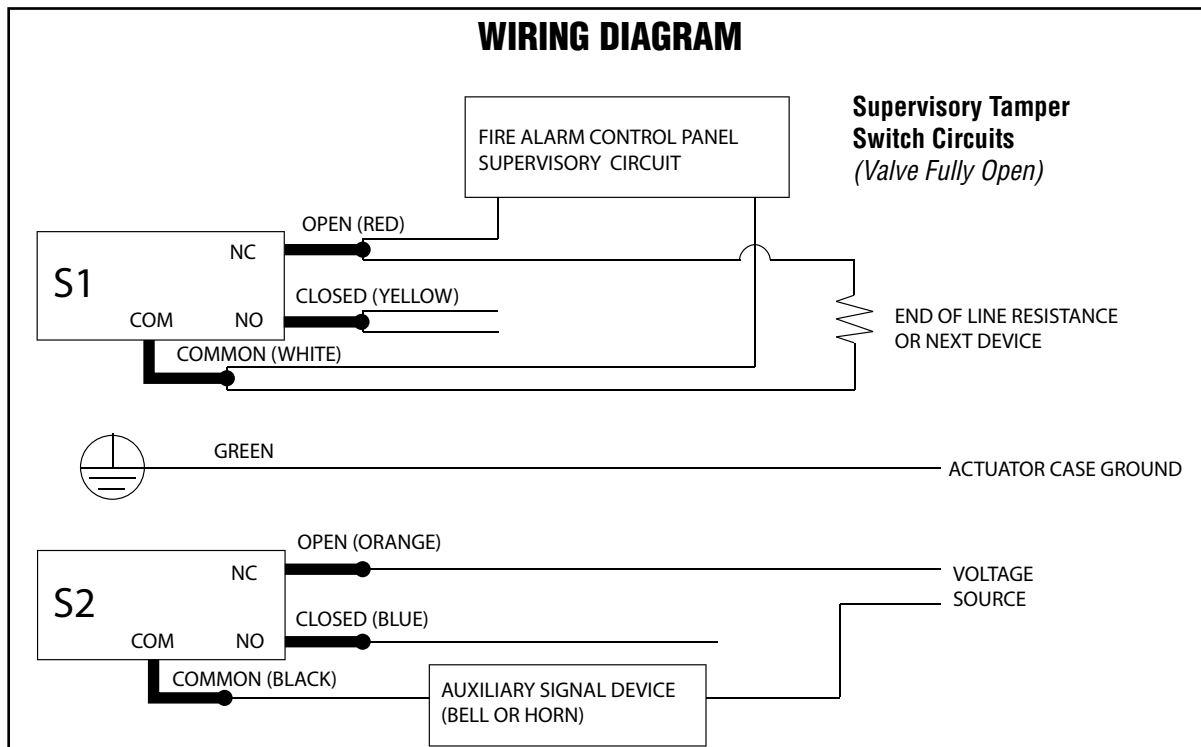 WIRING DIAGRAM
Supervisory Tamper
Switch Circuits
(Valve Fully Open)
FIRE ALARM CONTROL PANEL
SUPERVISORY CIRCUIT
OPEN (RED)
NC
S1
CLOSED (YELLOW)
COM
NO
COMMON (WHITE)
END OF LINE RESISTANCE
OR NEXT DEVICE
GREEN
ACTUATOR CASE GROUND
OPEN (ORANGE)
NC
VOLTAGE
SOURCE
S2
CLOSED (BLUE)
COM
NO
COMMON (BLACK)
AUXILIARY SIGNAL DEVICE
(BELL OR HORN)